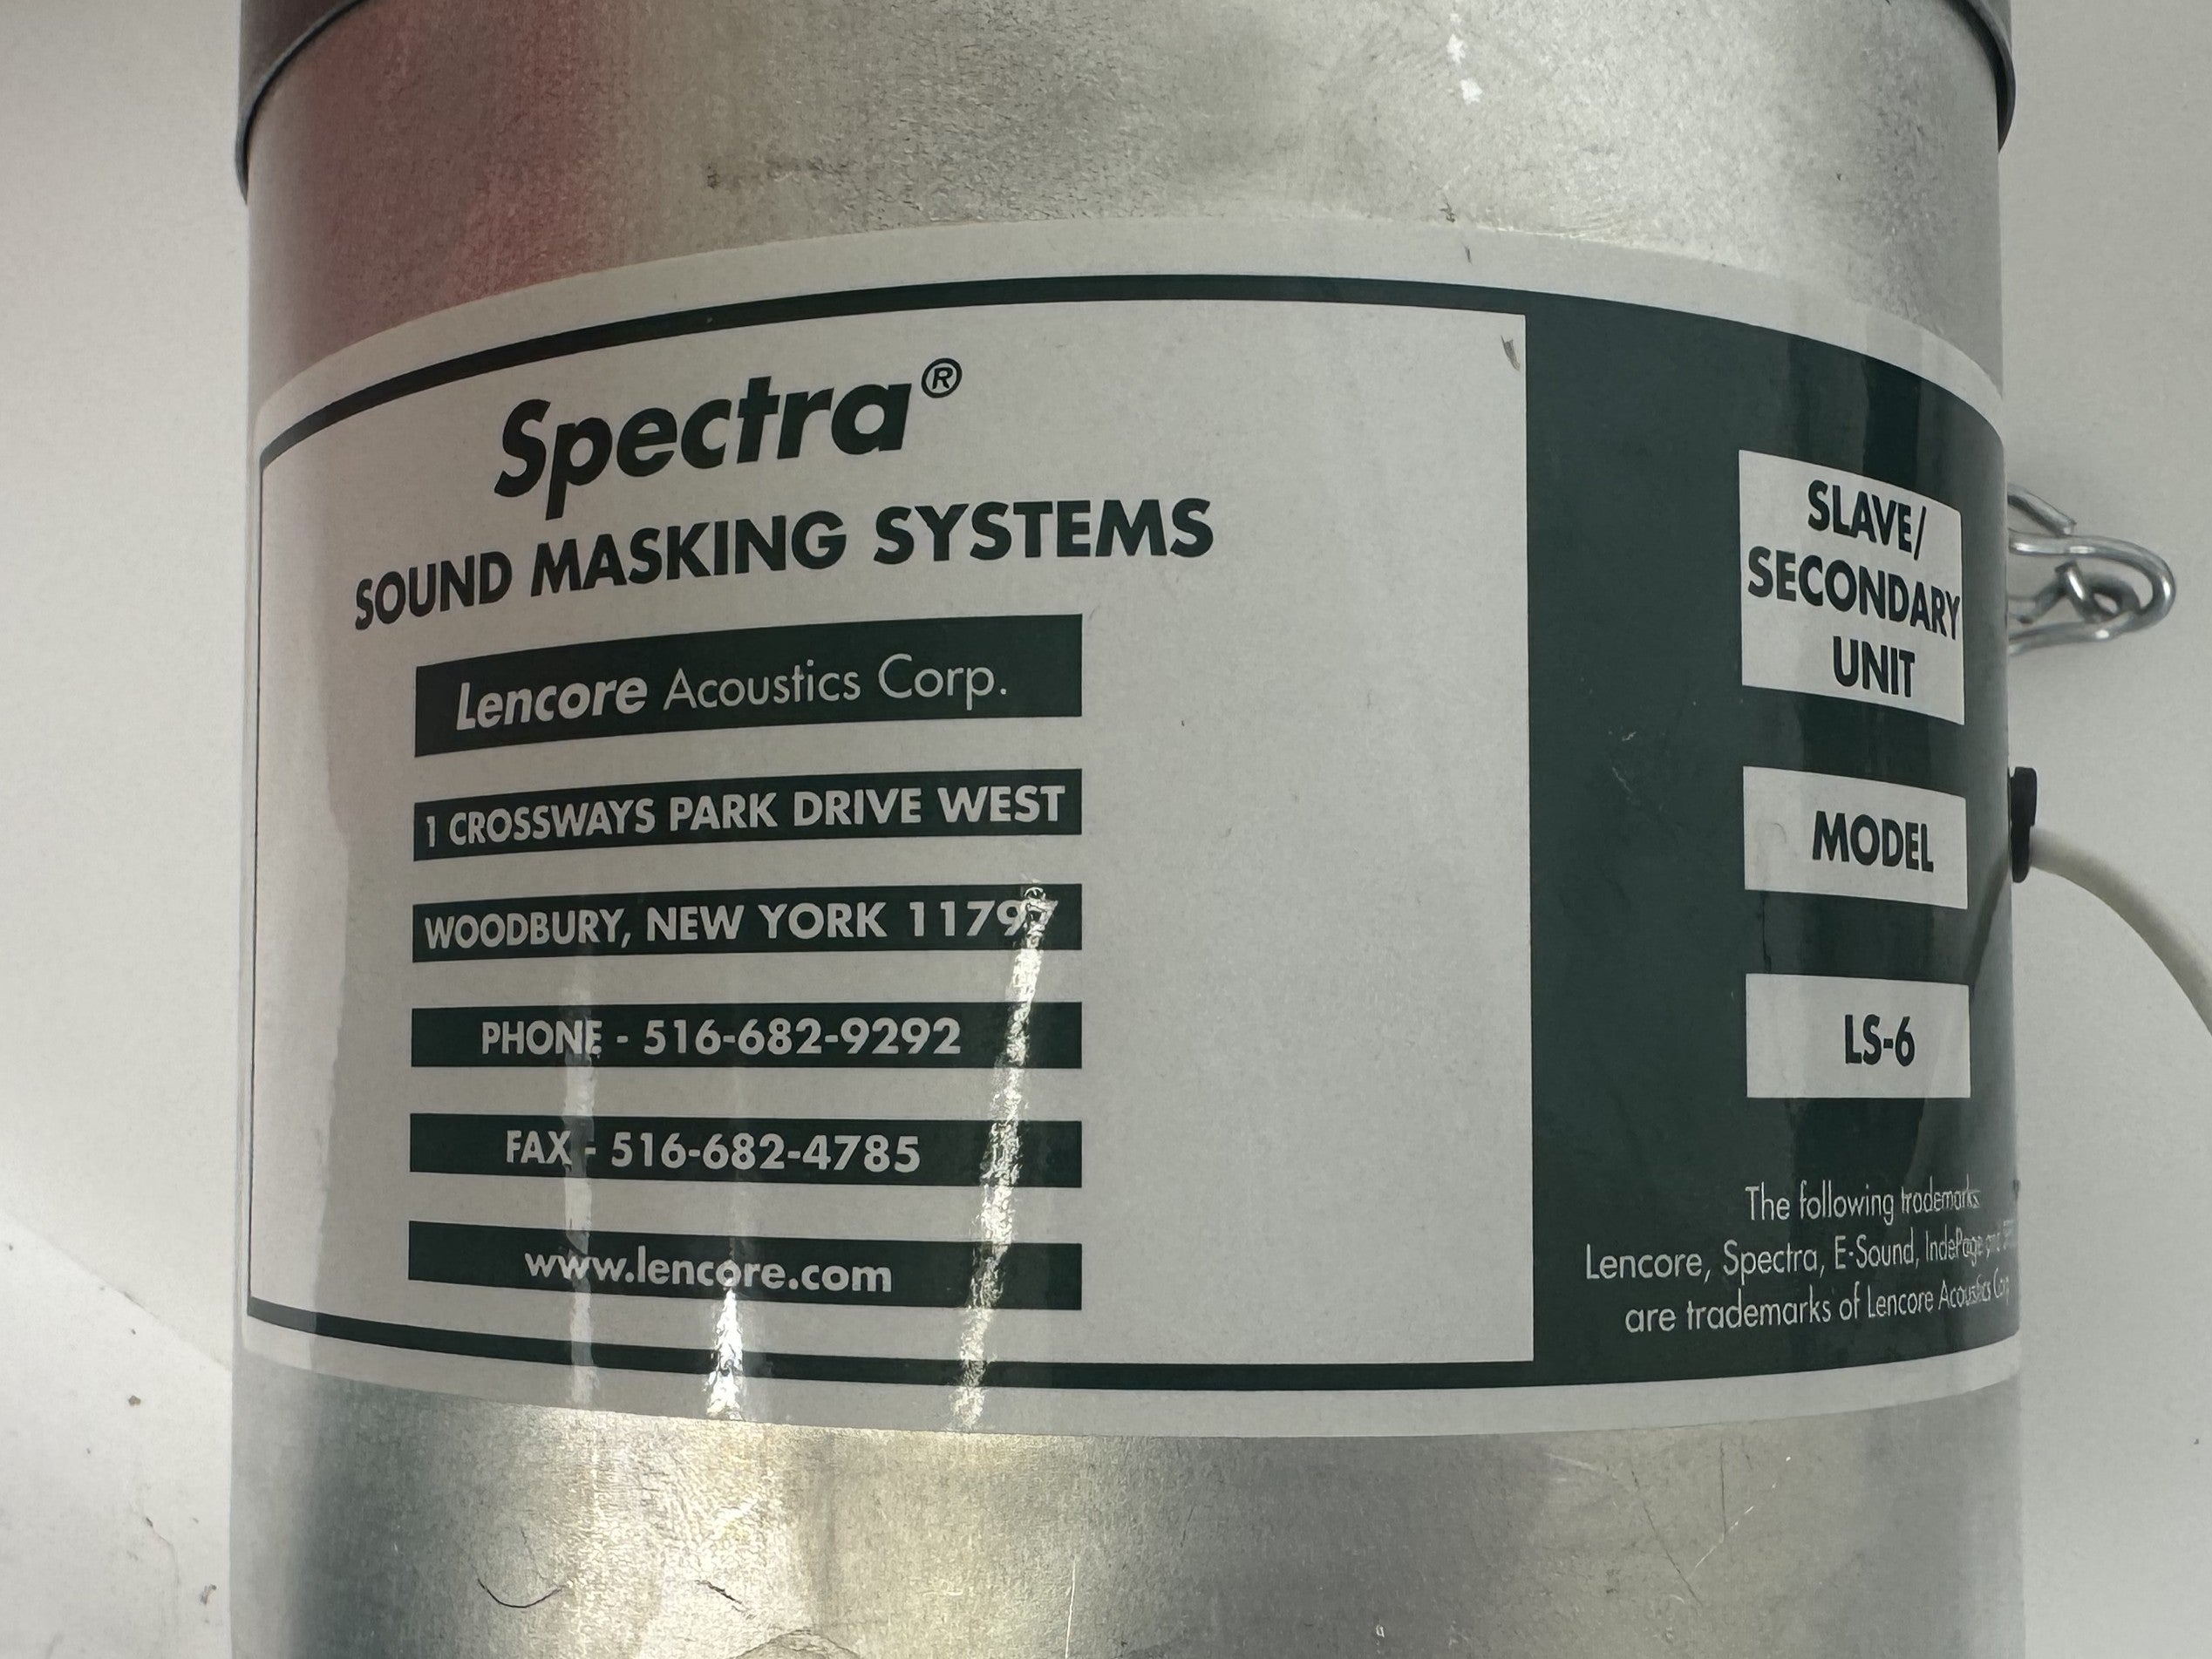 Spectra®
SOUND MASKING SYSTEMS
Lencore Acoustics Corp.
1 CROSSWAYS PARK DRIVE WEST
WOODBURY, NEW YORK 11797
PHONE - 516-682-9292
FAX - 516-682-4785
www.lencore.com
SLAVE/
SECONDARY
UNIT
MODEL
LS-6
The following trademarks
Lencore, Spectra, E-Sound, IndePage
are trademarks of Lencore Acoustics Corp